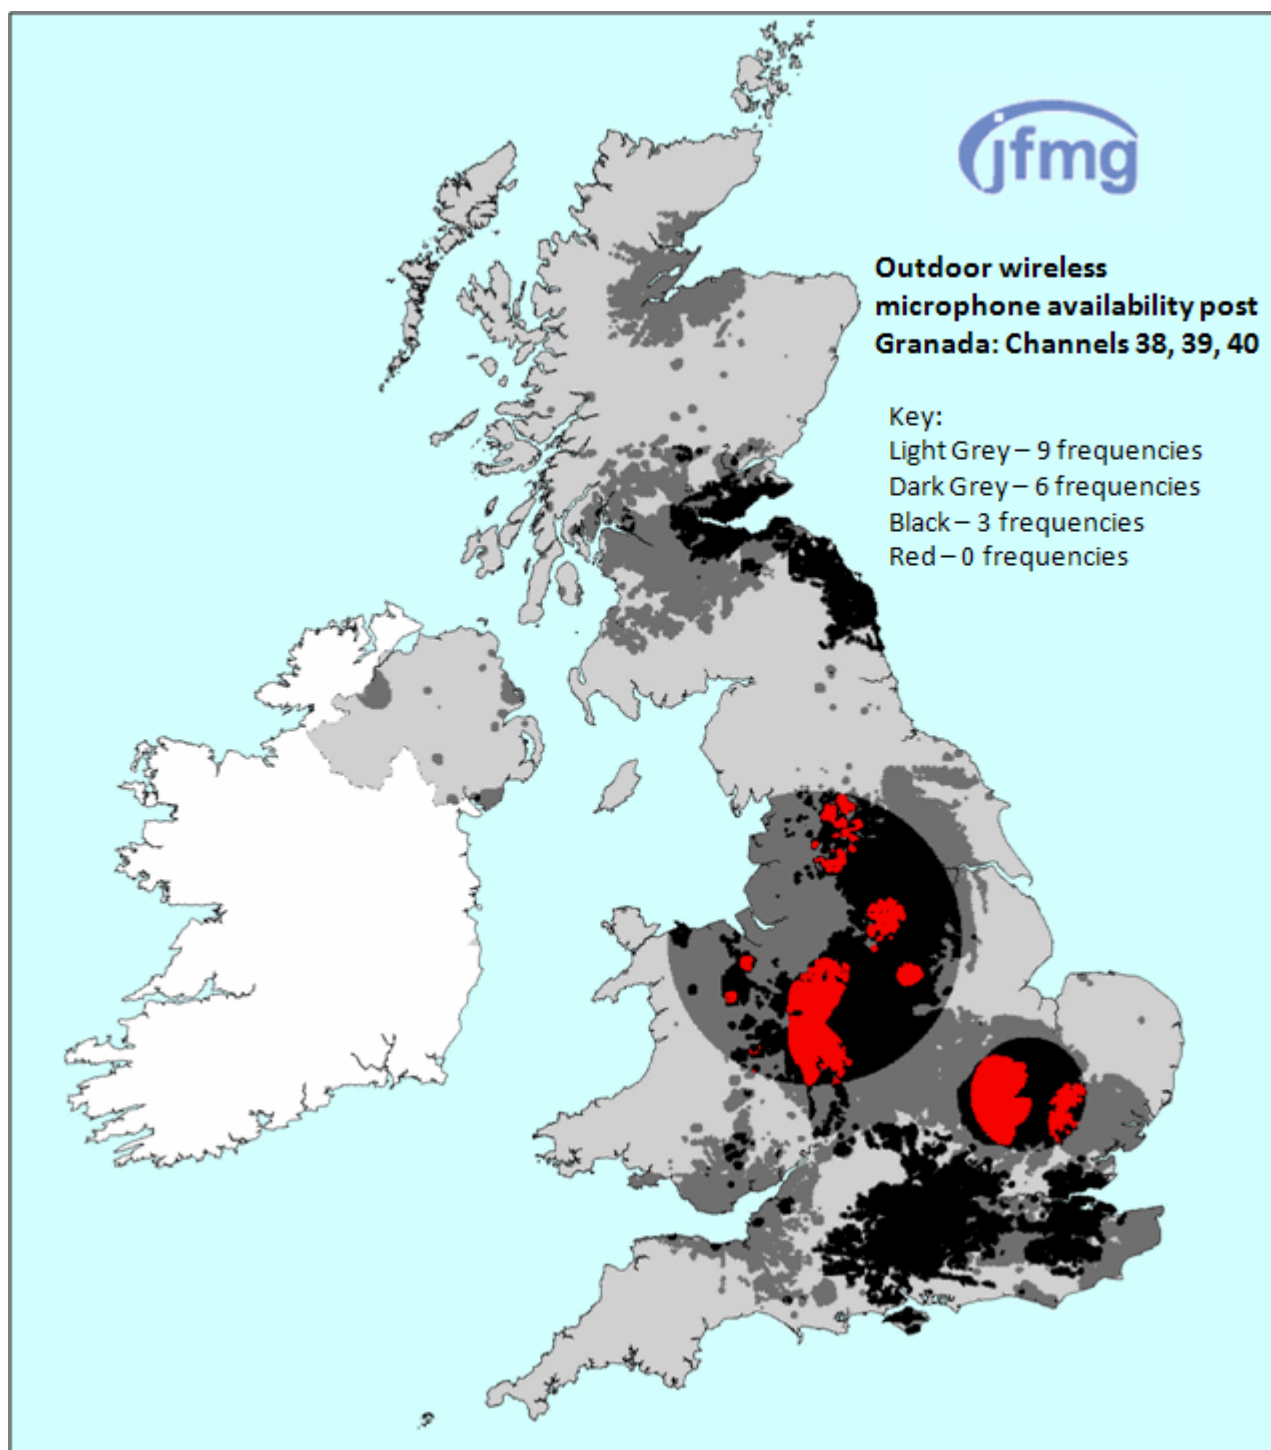 jfmg
Outdoor wireless
microphone availability post
Granada: Channels 38, 39, 40
Key:
Light Grey – 9 frequencies
Dark Grey – 6 frequencies
Black – 3 frequencies
Red – 0 frequencies